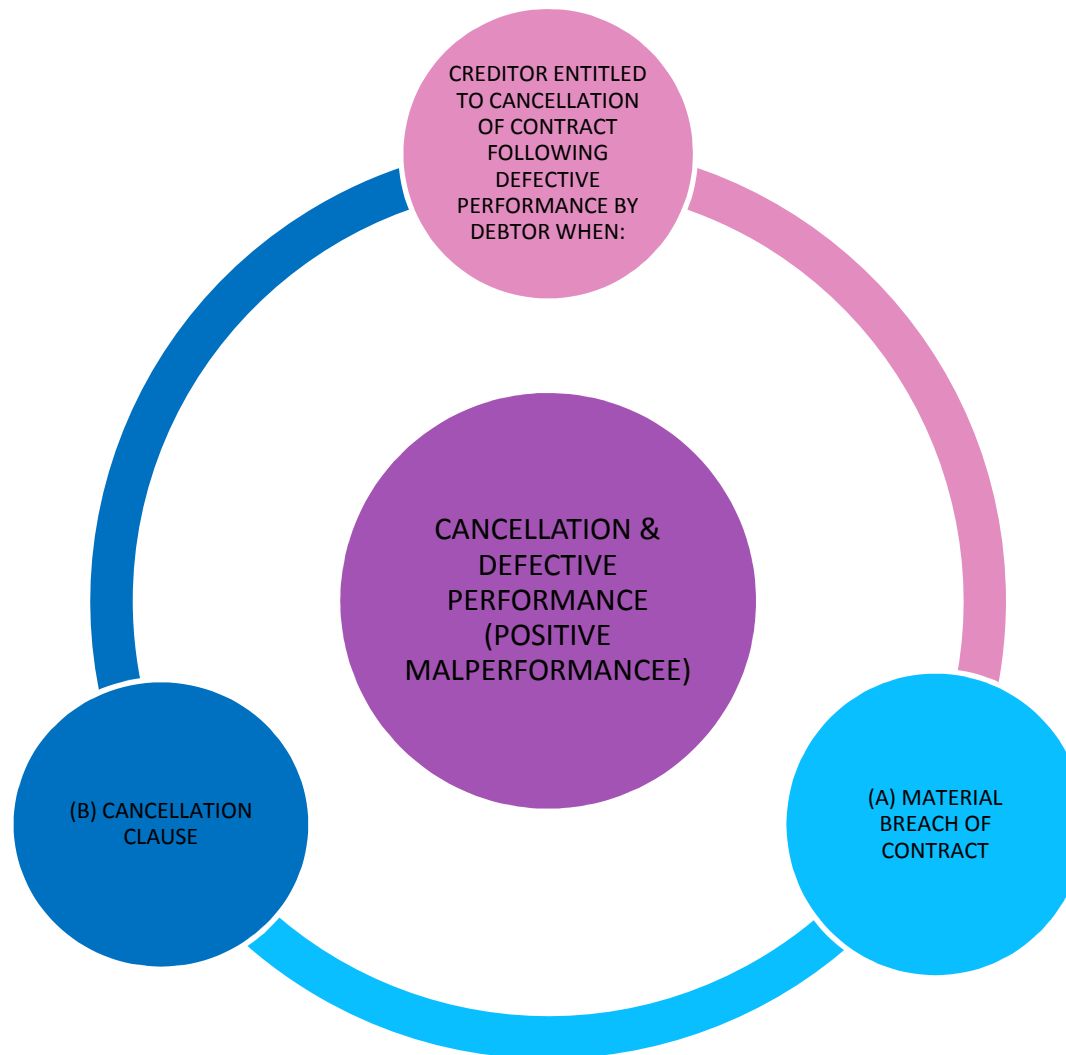 CREDITOR ENTITLED
TO CANCELLATION
OF CONTRACT
FOLLOWING
DEFECTIVE
PERFORMANCE BY
DEBTOR WHEN:
CANCELLATION &
DEFECTIVE
PERFORMANCE
(POSITIVE
MALPERFORMANCEE)
(A) MATERIAL
BREACH OF
CONTRACT
(B) CANCELLATION
CLAUSE